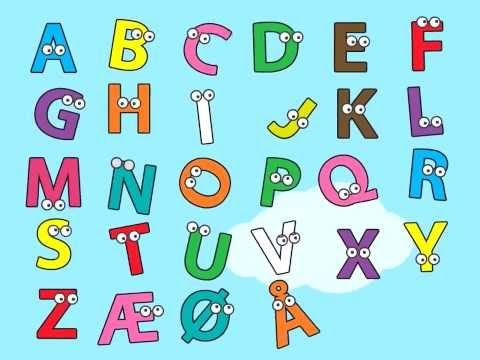 A B C D E F
G H I J K L
M N O P Q R
S T U V X Y
Z Æ Ø Å